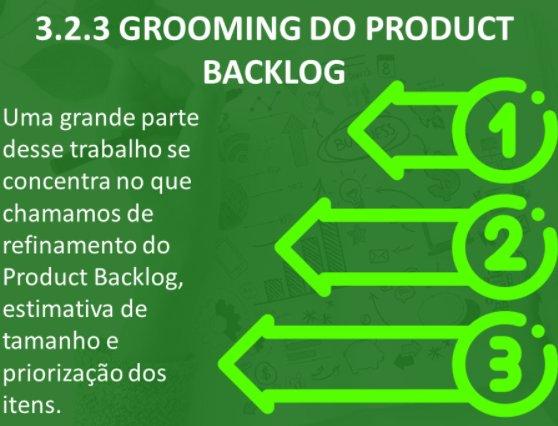 3.2.3 GROOMING DO PRODUCT
BACKLOG
Uma grande parte
desse trabalho se
concentra no que
chamamos de
refinamento do
Product Backlog,
estimativa de
tamanho e
priorização dos
itens.
1
2
3
BUSINESS